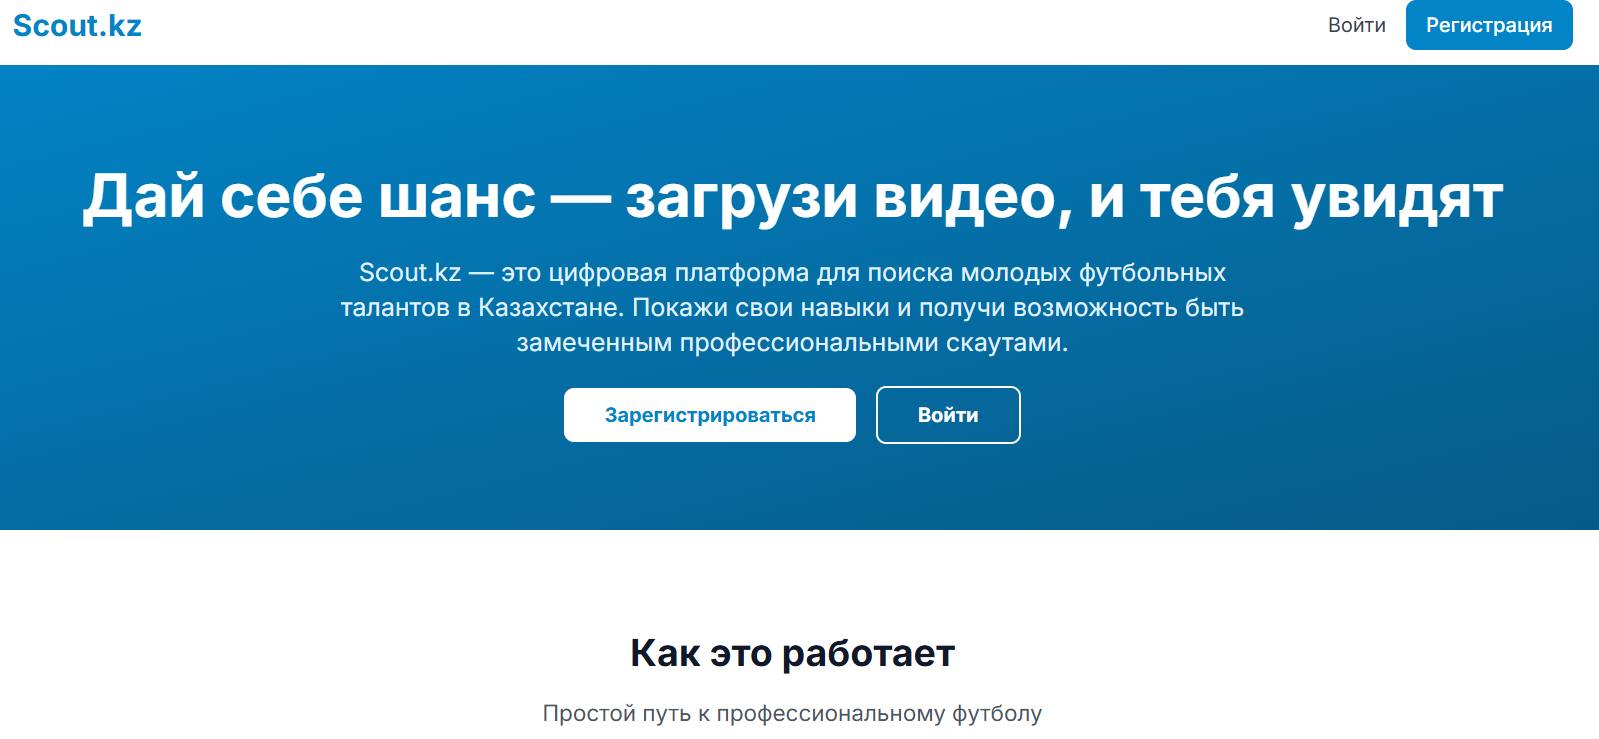 Scout.kz
Войти
Регистрация
Дай себе шанс — загрузи видео, и тебя увидят
Scout.kz — это цифровая платформа для поиска молодых футбольных
талантов в Казахстане. Покажи свои навыки и получи возможность быть
замеченным профессиональными скаутами.
Зарегистрироваться
Войти
Как это работает
Простой путь к профессиональному футболу